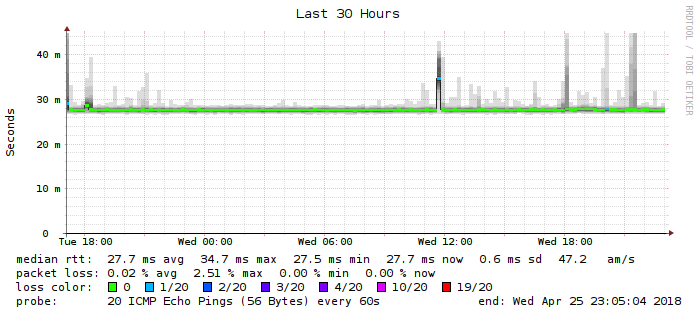 Last 30 Hours
RRDTOOL / TOBI OETIKER
Seconds
40 m
30 m
20 m
10 m
0
Tue 18:00 Wed 00:00 Wed 06:00 Wed 12:00 Wed 18:00
median rtt: 27.7 ms avg 34.7 ms max 27.5 ms min 27.7 ms now 0.6 ms sd 47.2 am/s
packet loss: 0.02 % avg 2.51 % max 0.00 % min 0.00 % now
loss color: 0 1/20 2/20 3/20 4/20 10/20 19/20
probe: 20 ICMP Echo Pings (56 Bytes) every 60s end: Wed Apr 25 23:05:04 2018